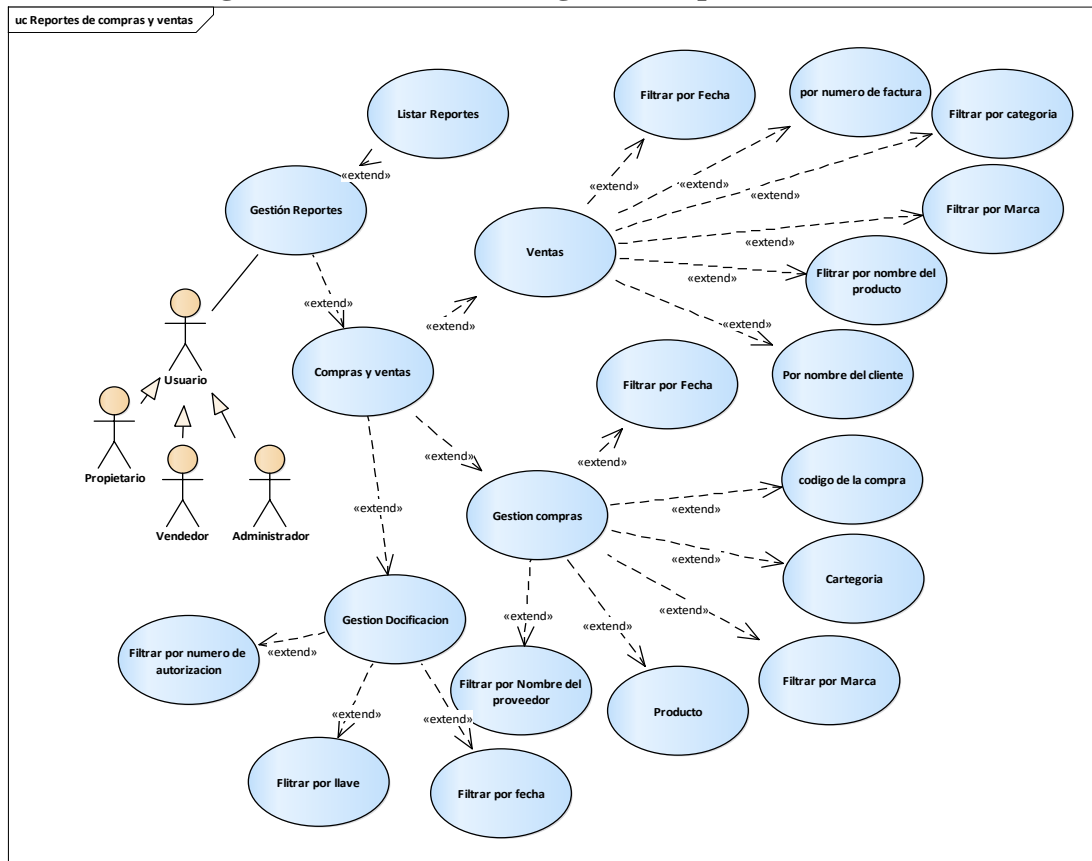 uc Reportes de compras y ventas
Listar Reportes
«extend»
Gestión Reportes
«extend»
Compras y ventas
«extend»
Ventas
«extend»
Filtrar por Fecha
«extend»
por numero de factura
«extend»
Filtrar por categoria
«extend»
Filtrar por Marca
«extend»
Flitrar por nombre del
producto
«extend»
Por nombre del cliente
Usuario
Propietario
Vendedor
Administrador
«extend»
Gestion compras
«extend»
Filtrar por Fecha
«extend»
codigo de la compra
«extend»
Cartegoria
«extend»
Filtrar por Marca
«extend»
Producto
«extend»
Filtrar por Nombre del
proveedor
«extend»
Gestion Docificacion
«extend»
Filtrar por numero de
autorizacion
«extend»
Flitrar por llave
«extend»
Filtrar por fecha